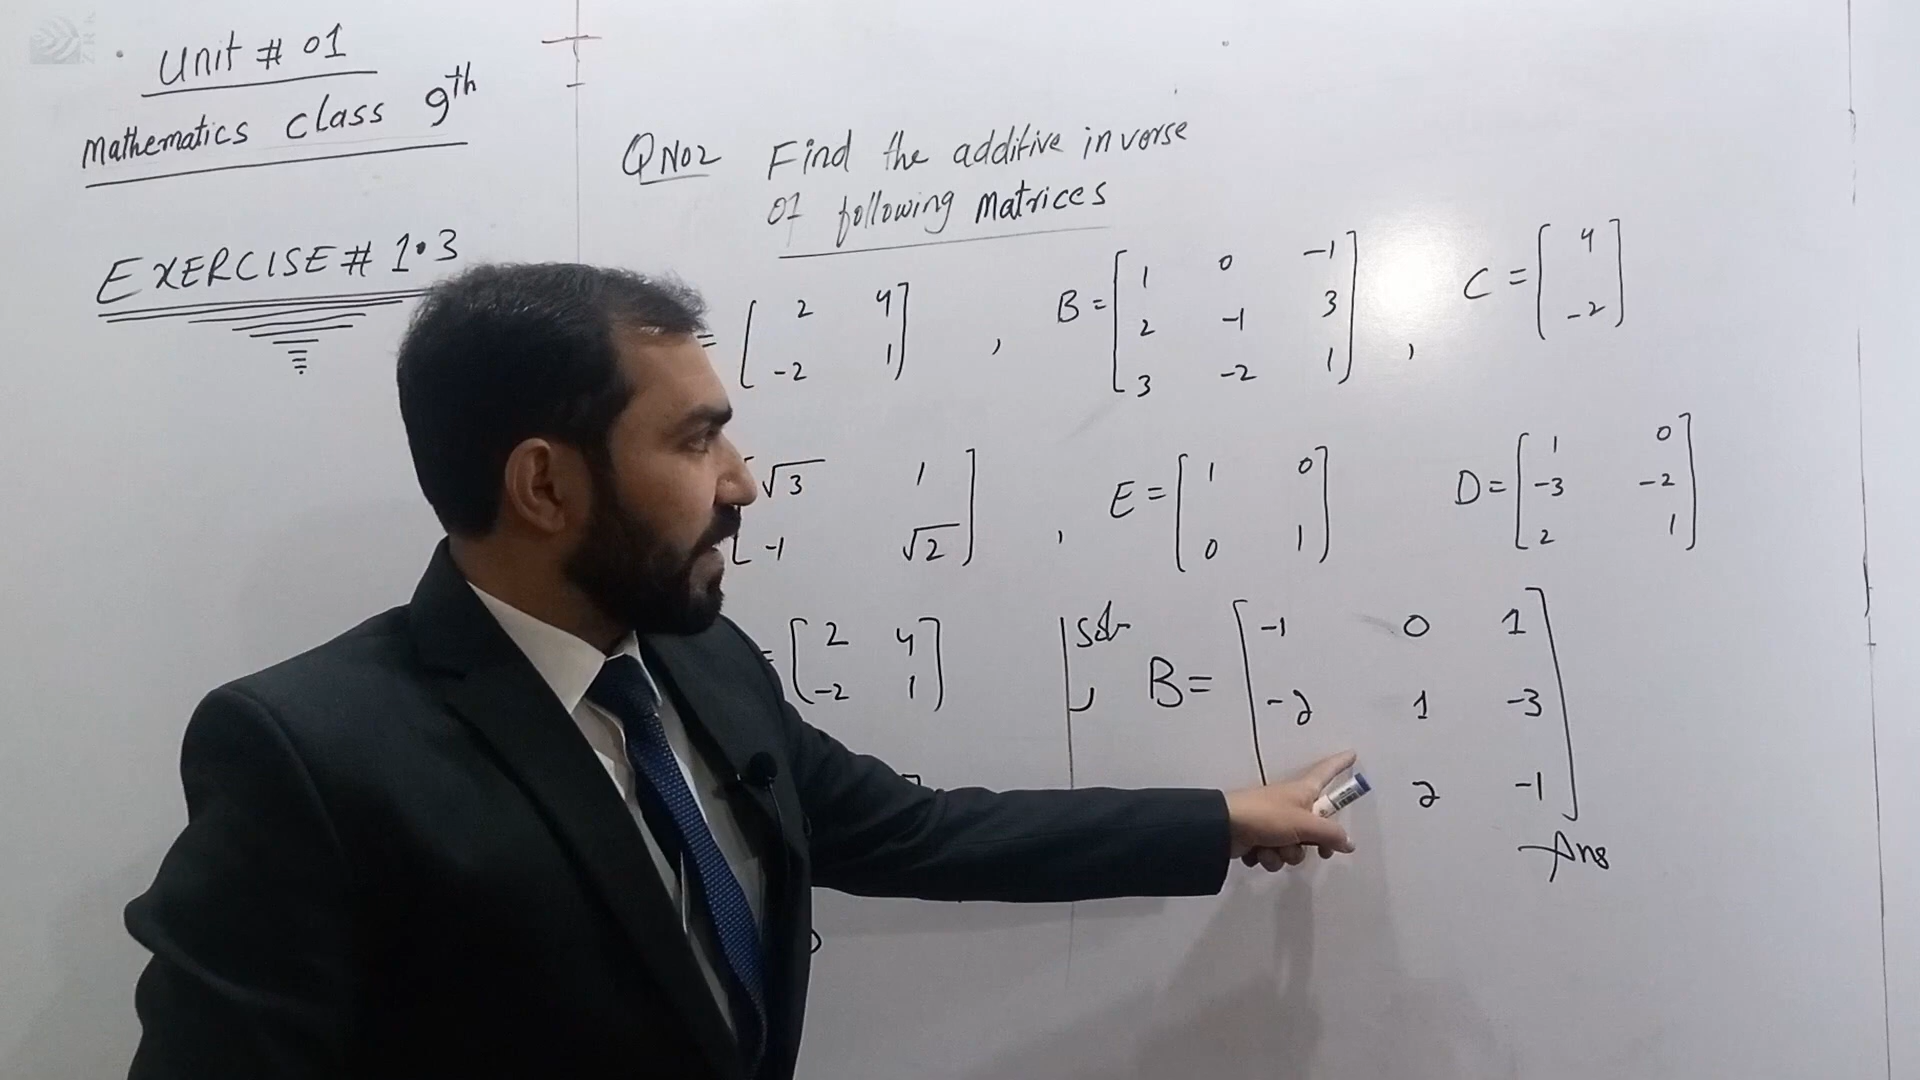 Unit # 01
Mathematics class 9th
EXERCISE # 1.3
QNO2 Find the additive inverse
of following Matrices
= [2 4 -2 1] , B = [1 0 -1 2 -1 3 3 -2 1] , C = [4 -2]
[√3 1 -1 √2] , E = [1 0 0 1] D = [1 0 -3 -2 2 1]
= [2 4 -2 1]
Sol-
B = [-1 0 1 -2 1 -3 2 -1]
Ans
ZRK